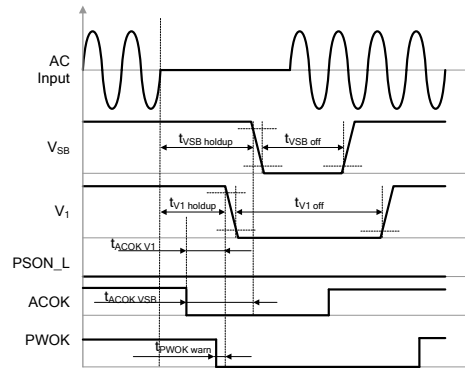 AC
Input
VSB
tVSB holdup
tVSB off
V1
tV1 holdup
tV1 off
tACOK V1
PSON_L
ACOK
tACOK VSB
PWOK
tPWOK warn